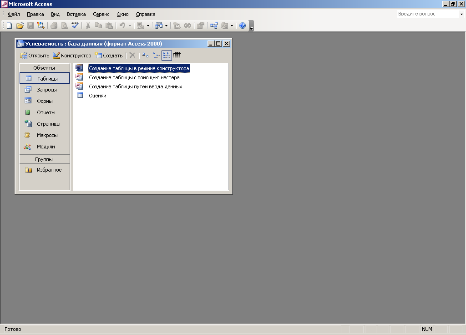 Microsoft Access
Файл Правка Вид Вставка Сервис Окно Справка
Введите вопрос
Успеваемость : база данных (формат Access 2000)
Открыть Конструктор Создать
Объекты
Таблицы
Запросы
Формы
Отчеты
Страницы
Макросы
Модули
Группы
Избранное
Создание таблицы в режиме конструктора
Создание таблицы с помощью мастера
Создание таблицы путем ввода данных
Оценки
Готово
NUM